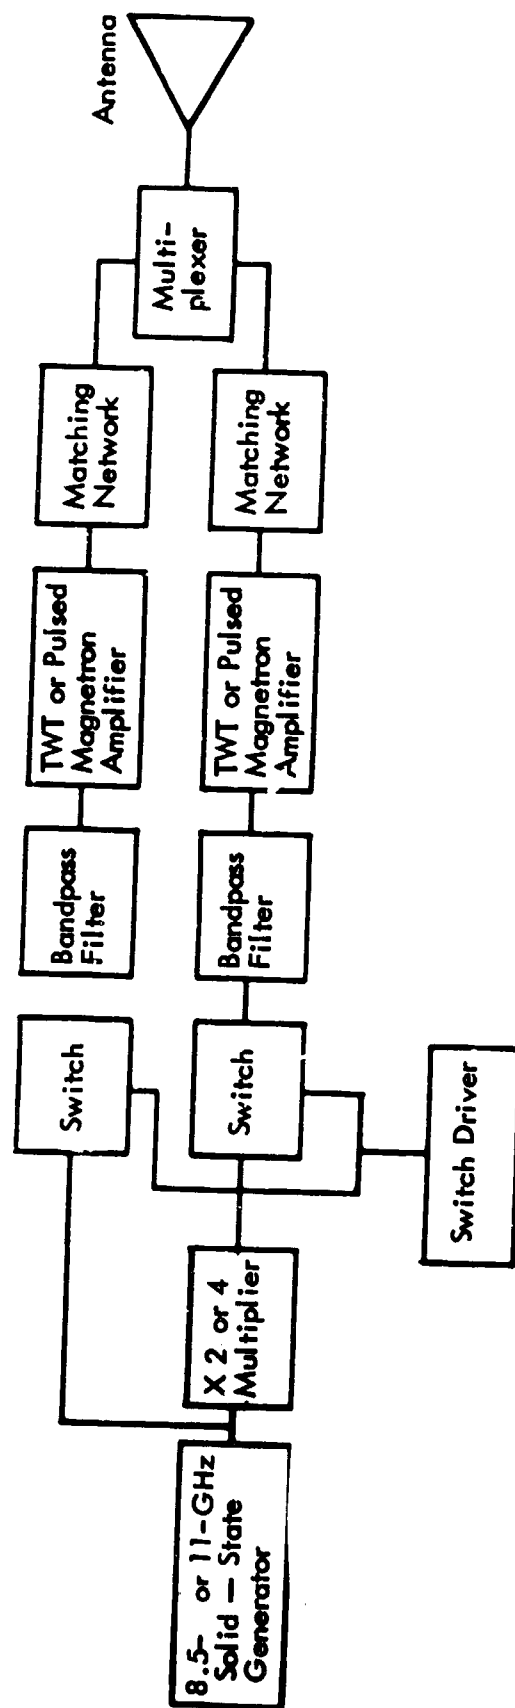 8.5- or 11-GHz
Solid — State
Generator
X 2 or 4
Multiplier
Switch
Switch
Switch Driver
Bandpass
Filter
Bandpass
Filter
TWT or Pulsed
Magnetron
Amplifier
TWT or Pulsed
Magnetron
Amplifier
Matching
Network
Matching
Network
Multi-
plexer
Antenna